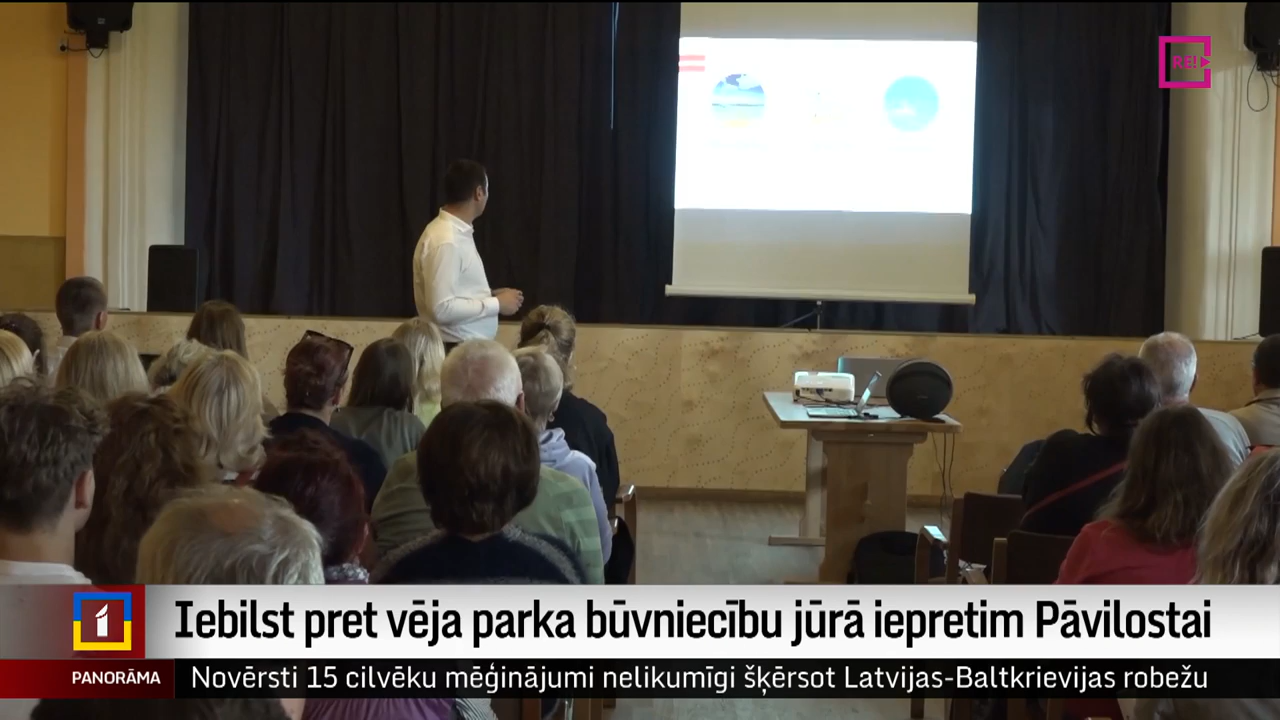 RE!
Iebilst pret vēja parka būvniecību jūrā iepretim Pāvilostai
1
PANORĀMA
Novērsti 15 cilvēku mēģinājumi nelikumīgi šķērsot Latvijas-Baltkrievijas robežu